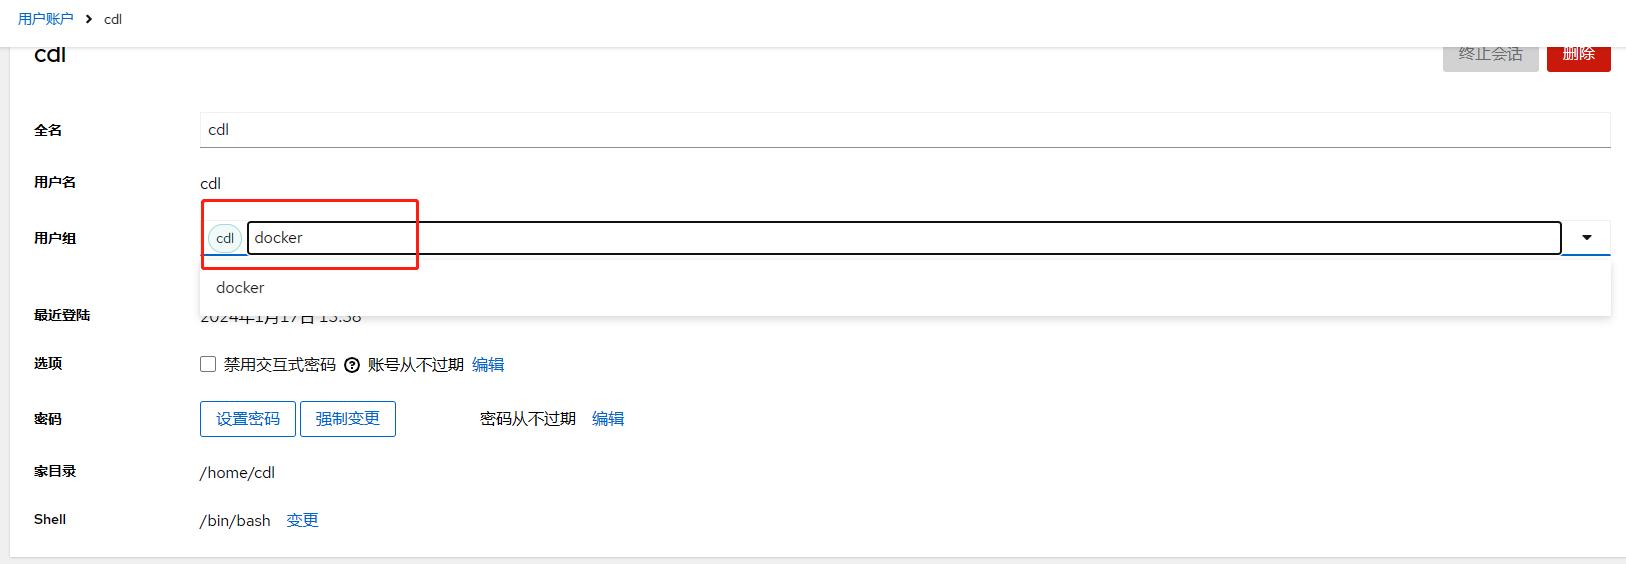 用户账户 > cdl
cdl
终止会话 删除
全名 cdl
用户名 cdl
用户组 cdl docker
docker
最近登陆 2024年1月17日 13:38
选项 禁用交互式密码 ? 账号从不过期 编辑
密码 设置密码 强制变更 密码从不过期 编辑
家目录 /home/cdl
Shell /bin/bash 变更